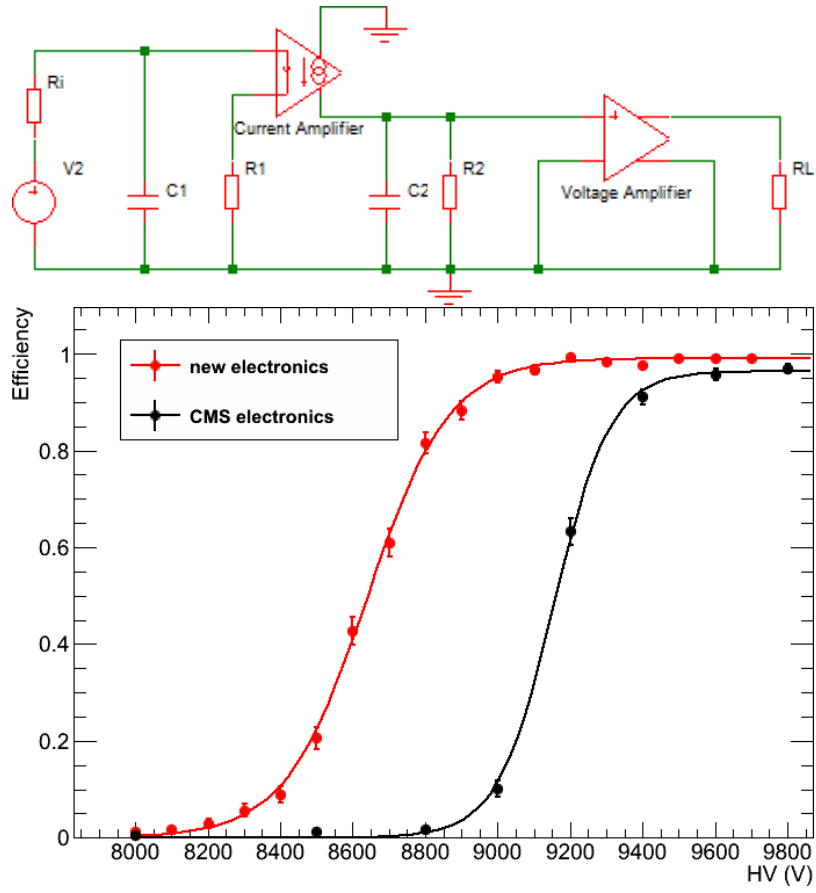 Ri
V2
C1
R1
Current Amplifier
C2
R2
Voltage Amplifier
RL
Efficiency
1
0.8
0.6
0.4
0.2
0
new electronics
CMS electronics
8000 8200 8400 8600 8800 9000 9200 9400 9600 9800
HV (V)